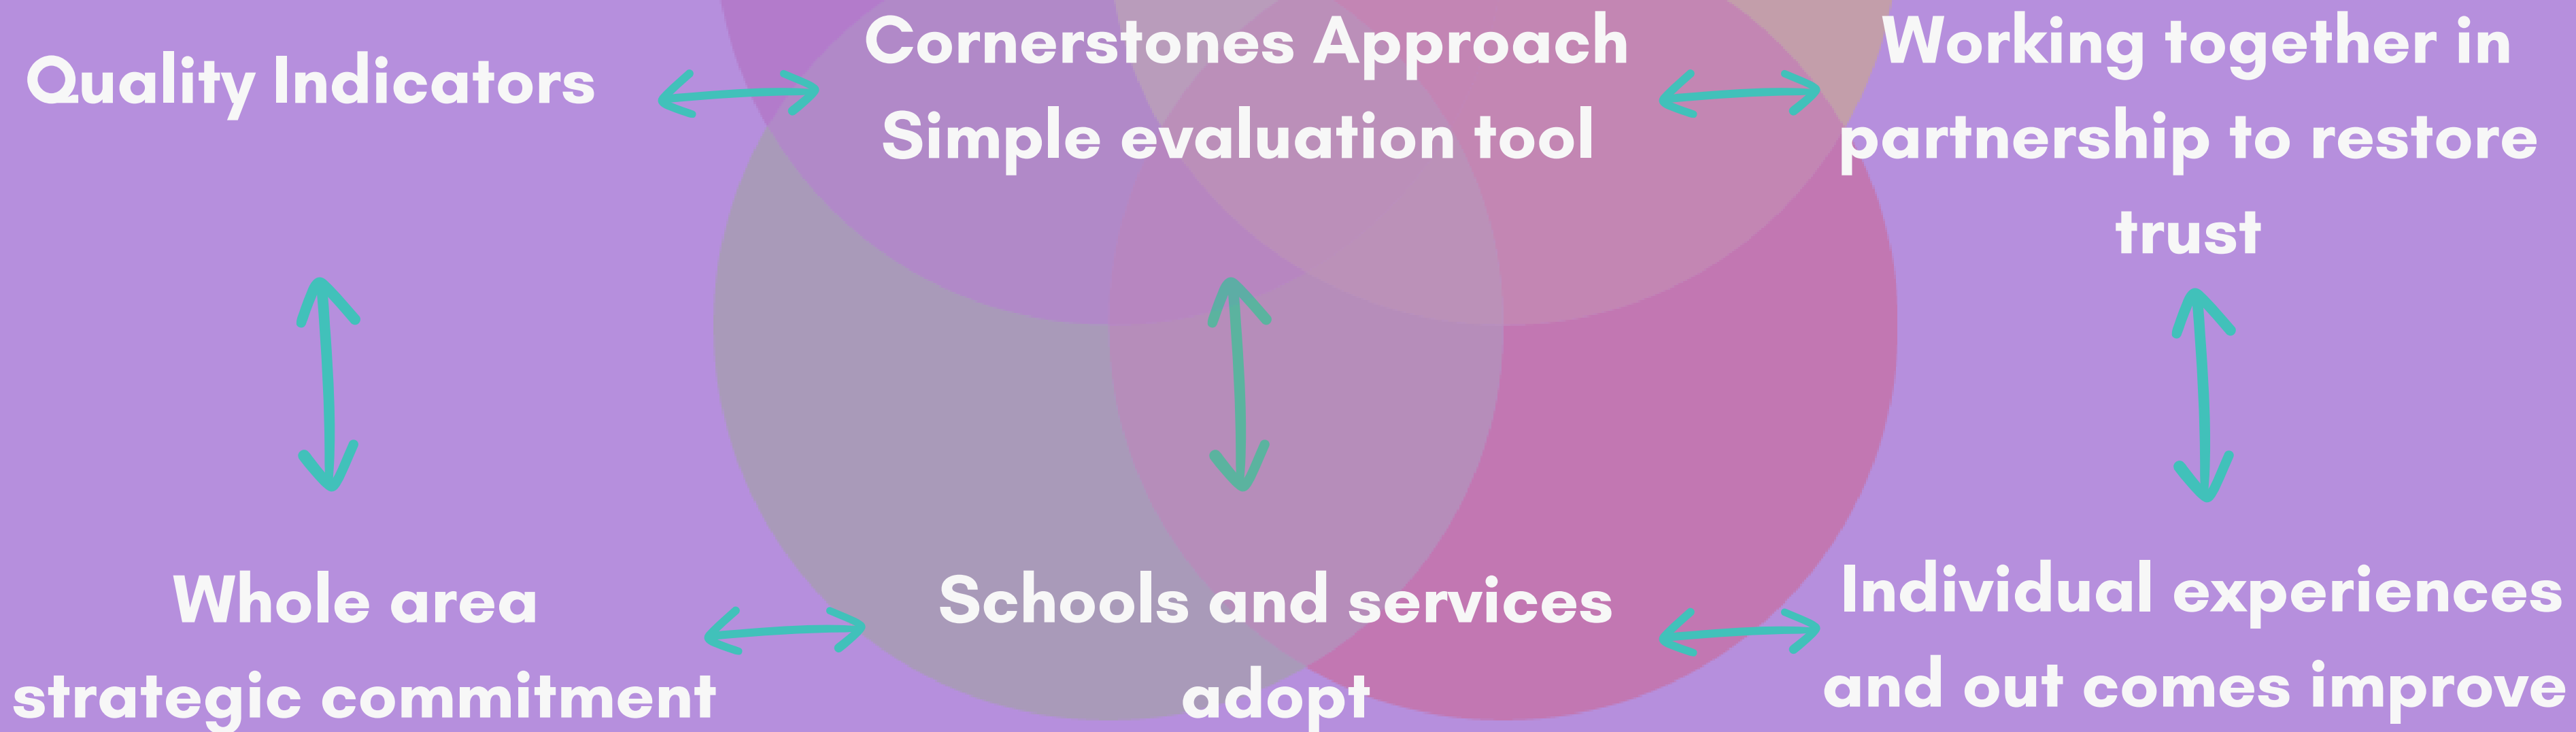 Quality Indicators
Cornerstones Approach
Simple evaluation tool
Working together in
partnership to restore
trust
Whole area
strategic commitment
Schools and services
adopt
Individual experiences
and out comes improve